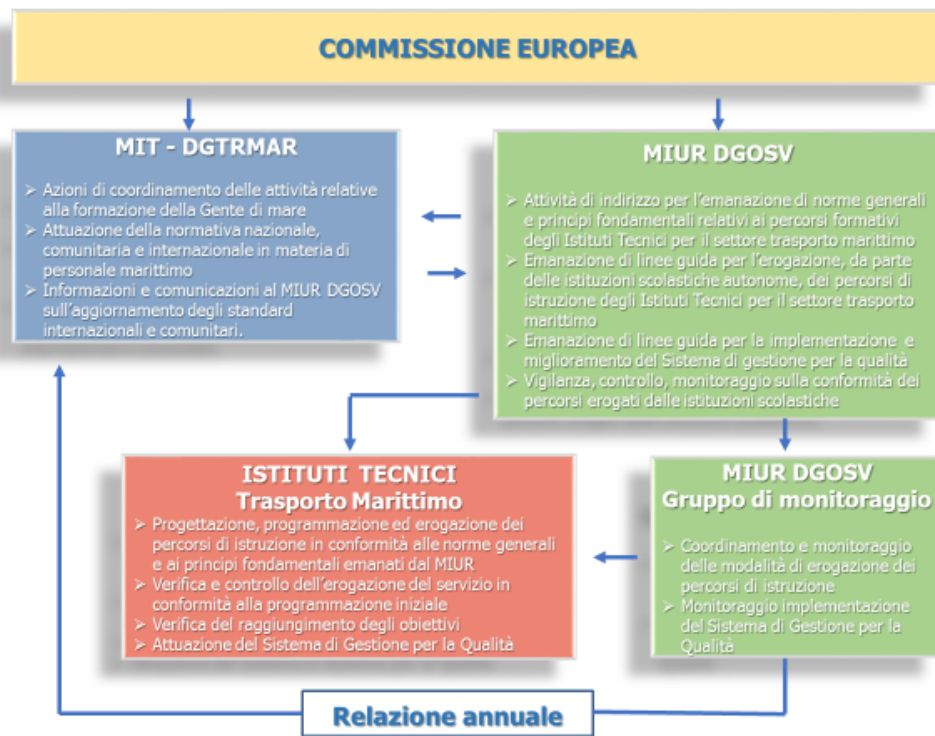 COMMISSIONE EUROPEA
MIT - DGTRMAR
➢ Azioni di coordinamento delle attività relative
alla formazione della Gente di mare
➢ Attuazione della normativa nazionale,
comunitaria e internazionale in materia di
personale marittimo
➢ Informazioni e comunicazioni al MIUR DGOSV
sull'aggiornamento degli standard
internazionali e comunitari.
MIUR DGOSV
➢ Attività di indirizzo per l'emanazione di norme generali
e principi fondamentali relativi ai percorsi formativi
degli Istituti Tecnici per il settore trasporto marittimo
➢ Emanazione di linee guida per l'erogazione, da parte
delle istituzioni scolastiche autonome, dei percorsi di
istruzione degli Istituti Tecnici per il settore trasporto
marittimo
➢ Emanazione di linee guida per la implementazione e
miglioramento del Sistema di gestione per la qualità
➢ Vigilanza, controllo, monitoraggio sulla conformità dei
percorsi erogati dalle istituzioni scolastiche
ISTITUTI TECNICI
Trasporto Marittimo
➢ Progettazione, programmazione ed erogazione dei
percorsi di istruzione in conformità alle norme generali
e ai principi fondamentali emanati dal MIUR
➢ Verifica e controllo dell'erogazione del servizio in
conformità alla programmazione iniziale
➢ Verifica del raggiungimento degli obiettivi
➢ Attuazione del Sistema di Gestione per la Qualità
MIUR DGOSV
Gruppo di monitoraggio
➢ Coordinamento e monitoraggio
delle modalità di erogazione dei
percorsi di istruzione
➢ Monitoraggio implementazione
del Sistema di Gestione per la
Qualità
Relazione annuale